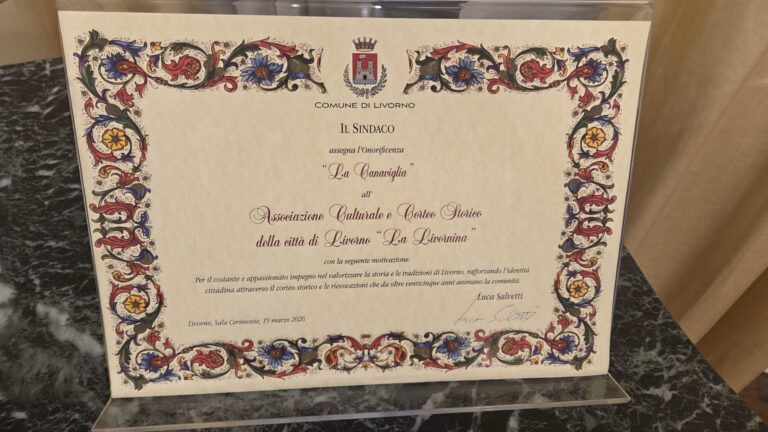 COMUNE DI LIVORNO
IL SINDACO
assegna l'Onorificenza
"La Canaviglia"
all'
Associazione Culturale e Corteo Storico
della città di Livorno "La Livornina"
con la seguente motivazione:
Per il costante e appassionato impegno nel valorizzare la storia e le tradizioni di Livorno, rafforzando l'identità
cittadina attraverso il corteo storico e le rievocazioni che da oltre venticinque anni animano la comunità.
Luca Salvetti
Livorno, Sala Cerimonie, 19 marzo 2026
Luca Salvetti